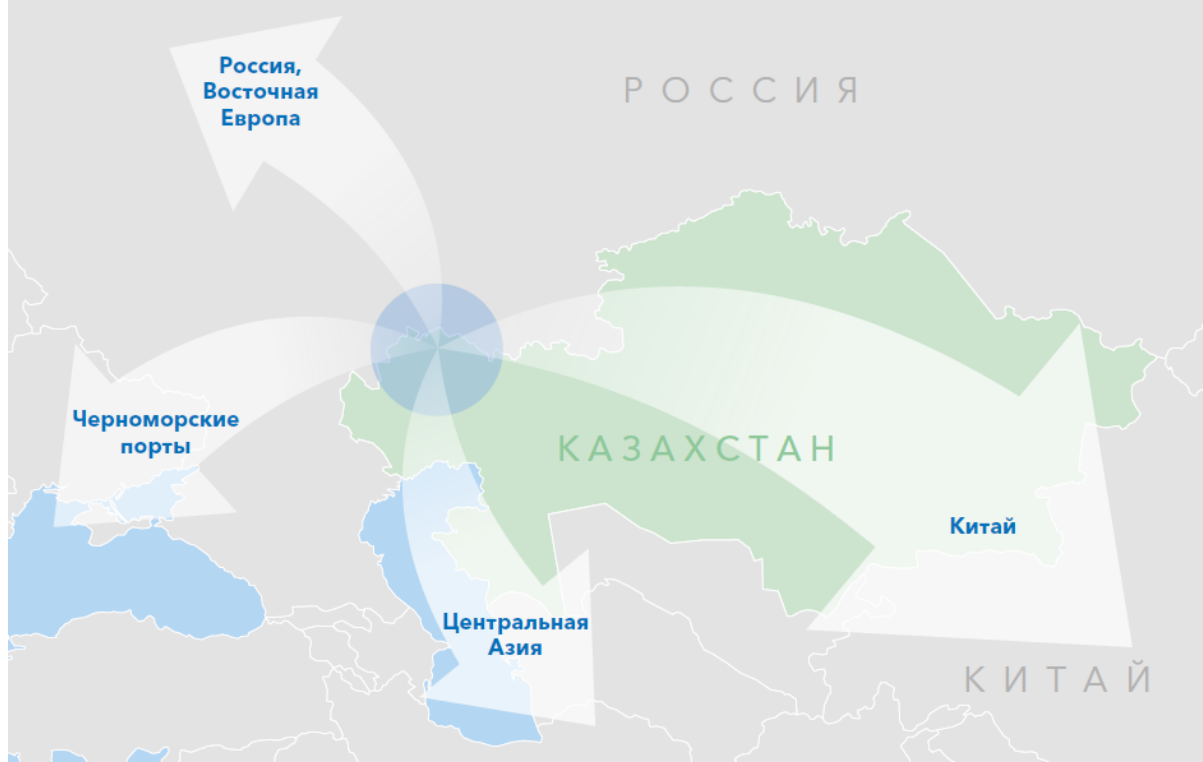 Россия,
Восточная
Европа
РОССИЯ
Черноморские
порты
КАЗАХСТАН
Китай
Центральная
Азия
КИТАЙ